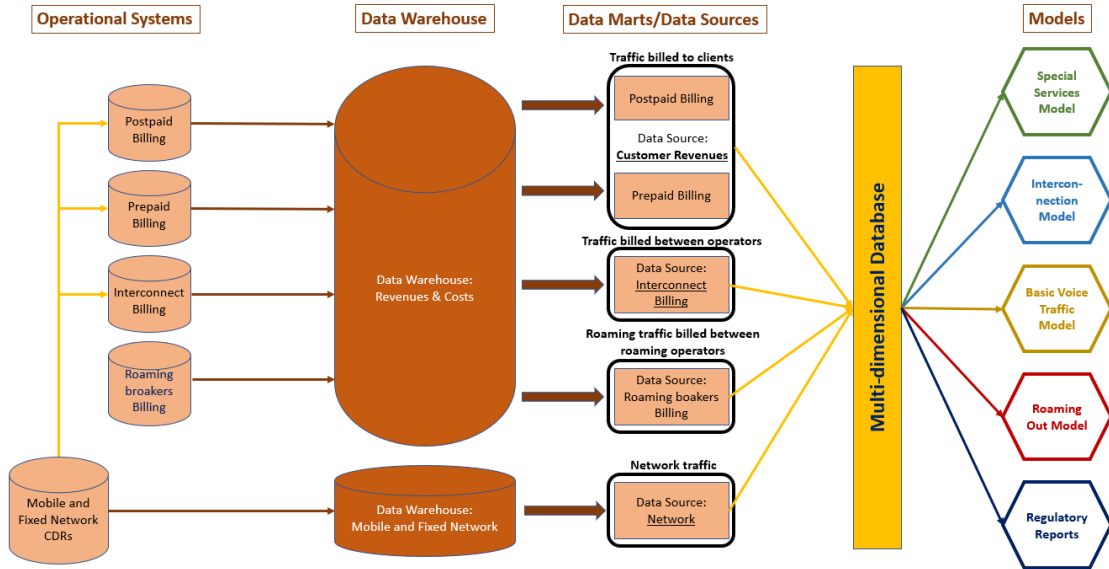 Operational Systems
Data Warehouse
Data Marts/Data Sources
Models
Postpaid
Billing
Prepaid
Billing
Interconnect
Billing
Roaming
broakers
Billing
Mobile and
Fixed Network
CDRs
Data Warehouse:
Revenues & Costs
Data Warehouse:
Mobile and Fixed Network
Traffic billed to clients
Postpaid Billing
Data Source:
Customer Revenues
Prepaid Billing
Traffic billed between operators
Data Source:
Interconnect
Billing
Roaming traffic billed between
roaming operators
Data Source:
Roaming boakers
Billing
Network traffic
Data Source:
Network
Multi-dimensional Database
Special
Services
Model
Intercon-
nection
Model
Basic Voice
Traffic
Model
Roaming
Out Model
Regulatory
Reports